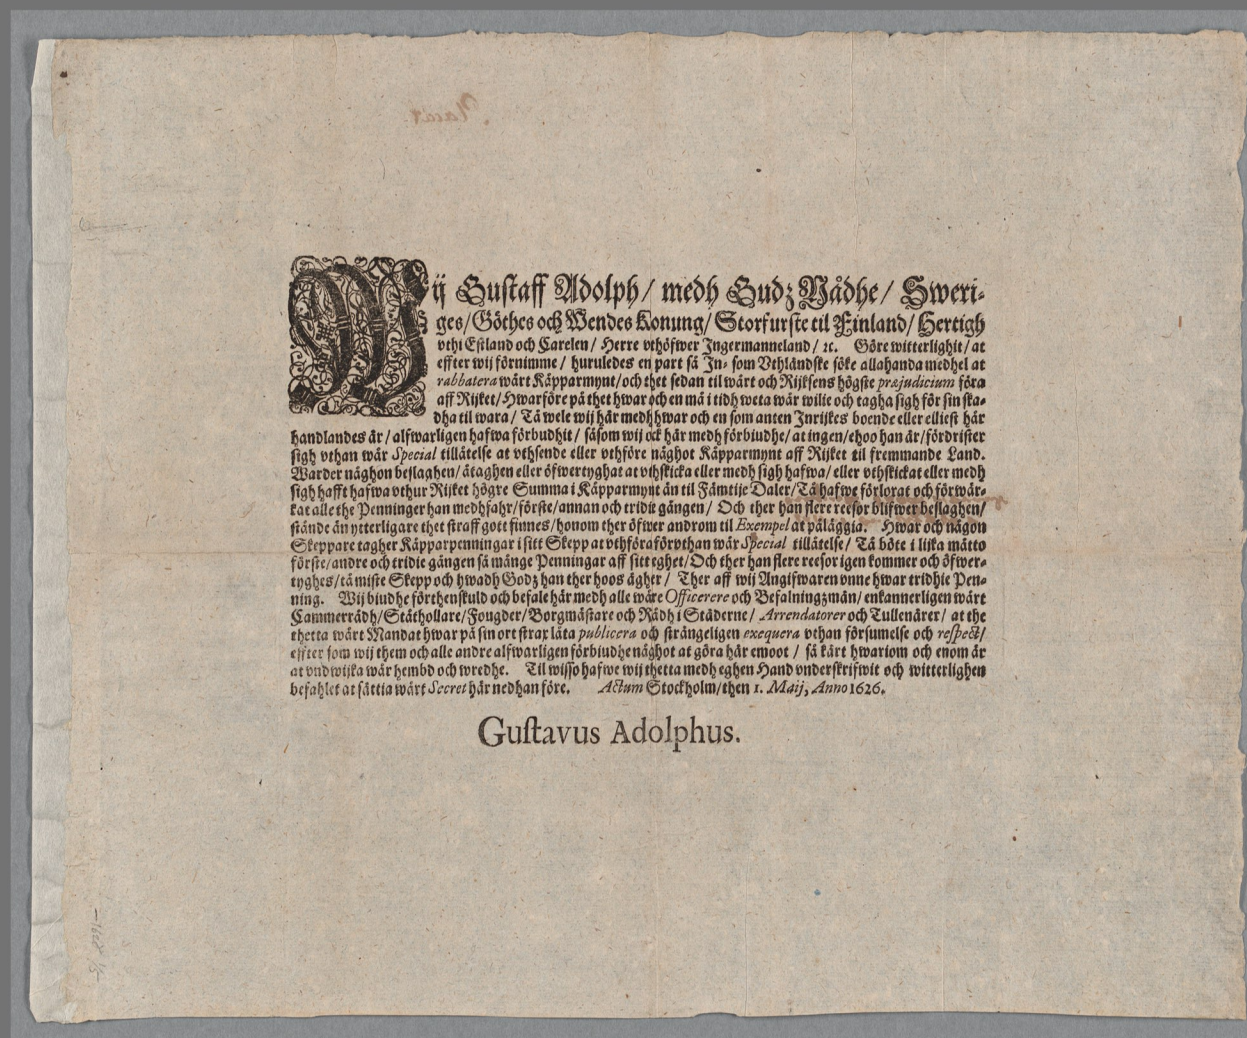 Wij Gustaff Adolph/ medh Gudz Nådhe/ Sweri-
ges/Göthes och Wendes Konung/ Storfurste til Finland/ Hertigh
vthi Estland och Carelen/ Herre vthöfwer Ingermanneland/ ꝛc. Göre witterlighit/ at
effter wij förnimme/ huruledes en part så In- som Vthländske söke allahanda medhel at
rabbatera wårt Käpparmynt/och thet sedan til wårt och Rijksens högste præjudicium föra
aff Rijket/ Hwarföre på thet hwar och en må i tidh weta wår wilie och tagha sigh för sin ska-
dha til wara/ Tå wele wij här medh hwar och en som anten Inrijkes boende eller elliest här
handlandes är/ alfwarligen hafwa förbudhit/ såsom wij ock här medh förbiudhe/ at ingen/ehoo han är/fördrister
sigh vthan wår Special tillåtelse at vthsende eller vthföre någhot Käpparmynt aff Rijket til fremmande Land.
Warder någhon beslaghen/ åtaghen eller öfwertyghat at vthskicka eller medh sigh hafwa/ eller vthskickat eller medh
sigh hafft hafwa vthur Rijket högre Summa i Käpparmynt än til Fämtije Daler/ Tå hafwe förlorat och förwär-
kat alle the Penninger han medhfahr/ förste/ annan och tridie gången/ Och ther han flere reesor blifwer beslaghen/
stånde än ytterligare thet straff gott finnes/ honom ther öfwer androm til Exempel at påläggia. Hwar och någon
Skeppare tagher Käpparpenningar i sitt Skepp at vthföra förvthan wår Special tillåtelse/ Tå böte i lijka måtto
förste/andre och tridie gången så månge Penningar aff sitt eghet/Och ther han flere reesor igen kommer och öfwer-
tyghes/tå miste Skepp och hwadh Godz han ther hoos ägher/ Ther aff wij Angifwaren vnne hwar tridhie Pen-
ning. Wij biudhe förthenskuld och befale här medh alle wåre Officerere och Befalningzmän/ enkannerligen wårt
Cammerrådh/Ståthollare/Fougder/Borgmästare och Rådh i Städerne/ Arrendatorer och Tullenärer/ at the
thetta wårt Mandat hwar på sin ort strax låta publicera och strängeligen exequera vthan försumelse och respect/
effter som wij them och alle andre alfwarligen förbiudhe någhot at göra här emoot/ så kårt hwariom och enom är
at vndwijka wår hembd och wredhe. Til wisso hafwe wij thetta medh eghen Hand vnderskrifwit och witterlighen
befahlet at sättia wårt Secret här nedhan före. Actum Stockholm/then 1. Maij, Anno 1626.
Gustavus Adolphus.